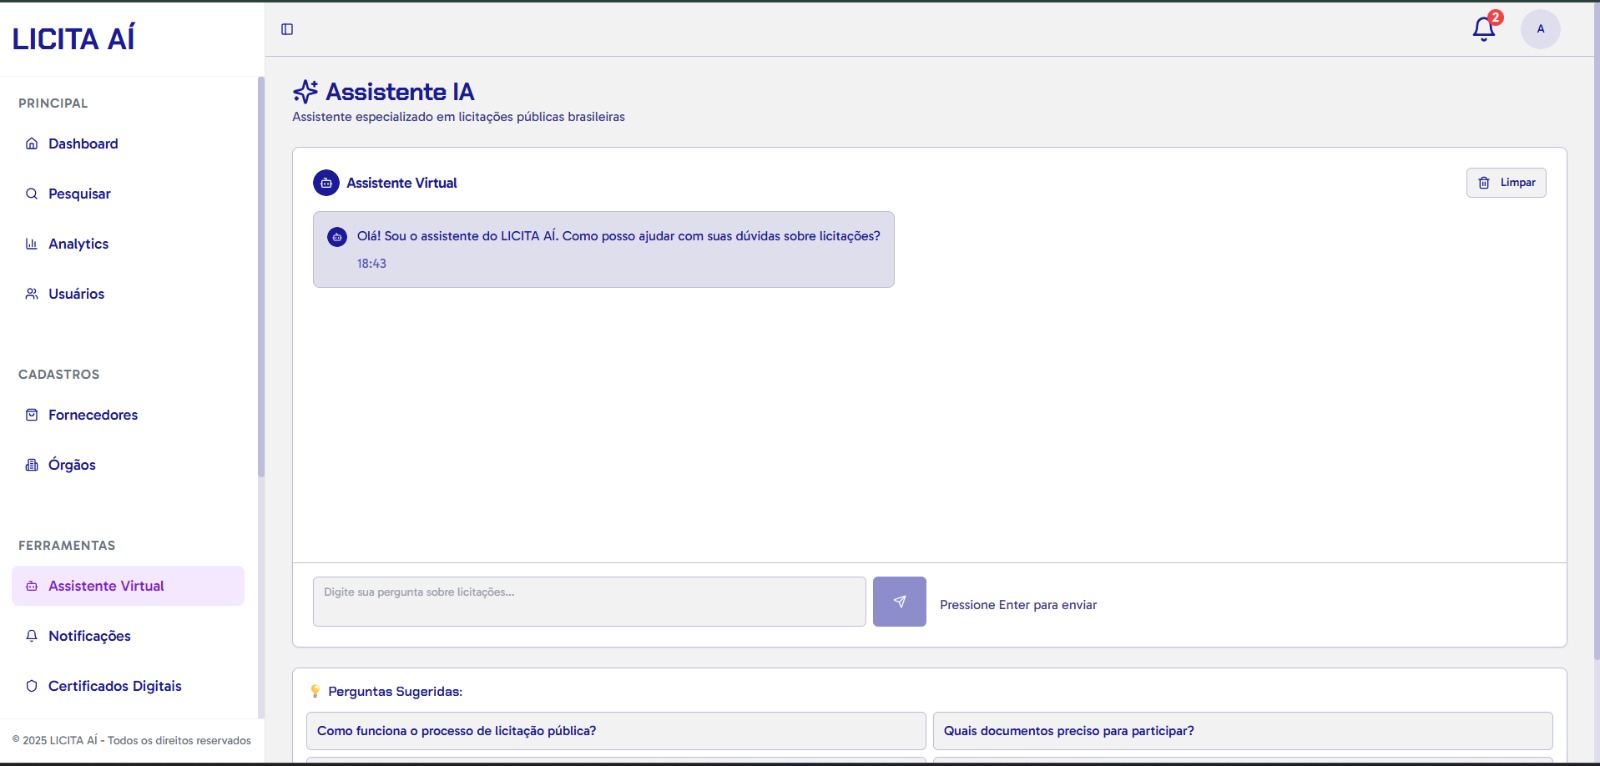 LICITA AÍ
2
A
PRINCIPAL
Dashboard
Pesquisar
Analytics
Usuários
CADASTROS
Fornecedores
Órgãos
FERRAMENTAS
Assistente Virtual
Notificações
Certificados Digitais
© 2025 LICITA AÍ - Todos os direitos reservados
Assistente IA
Assistente especializado em licitações públicas brasileiras
Assistente Virtual
Limpar
Olá! Sou o assistente do LICITA AÍ. Como posso ajudar com suas dúvidas sobre licitações?
18:43
Digite sua pergunta sobre licitações...
Pressione Enter para enviar
Perguntas Sugeridas:
Como funciona o processo de licitação pública?
Quais documentos preciso para participar?